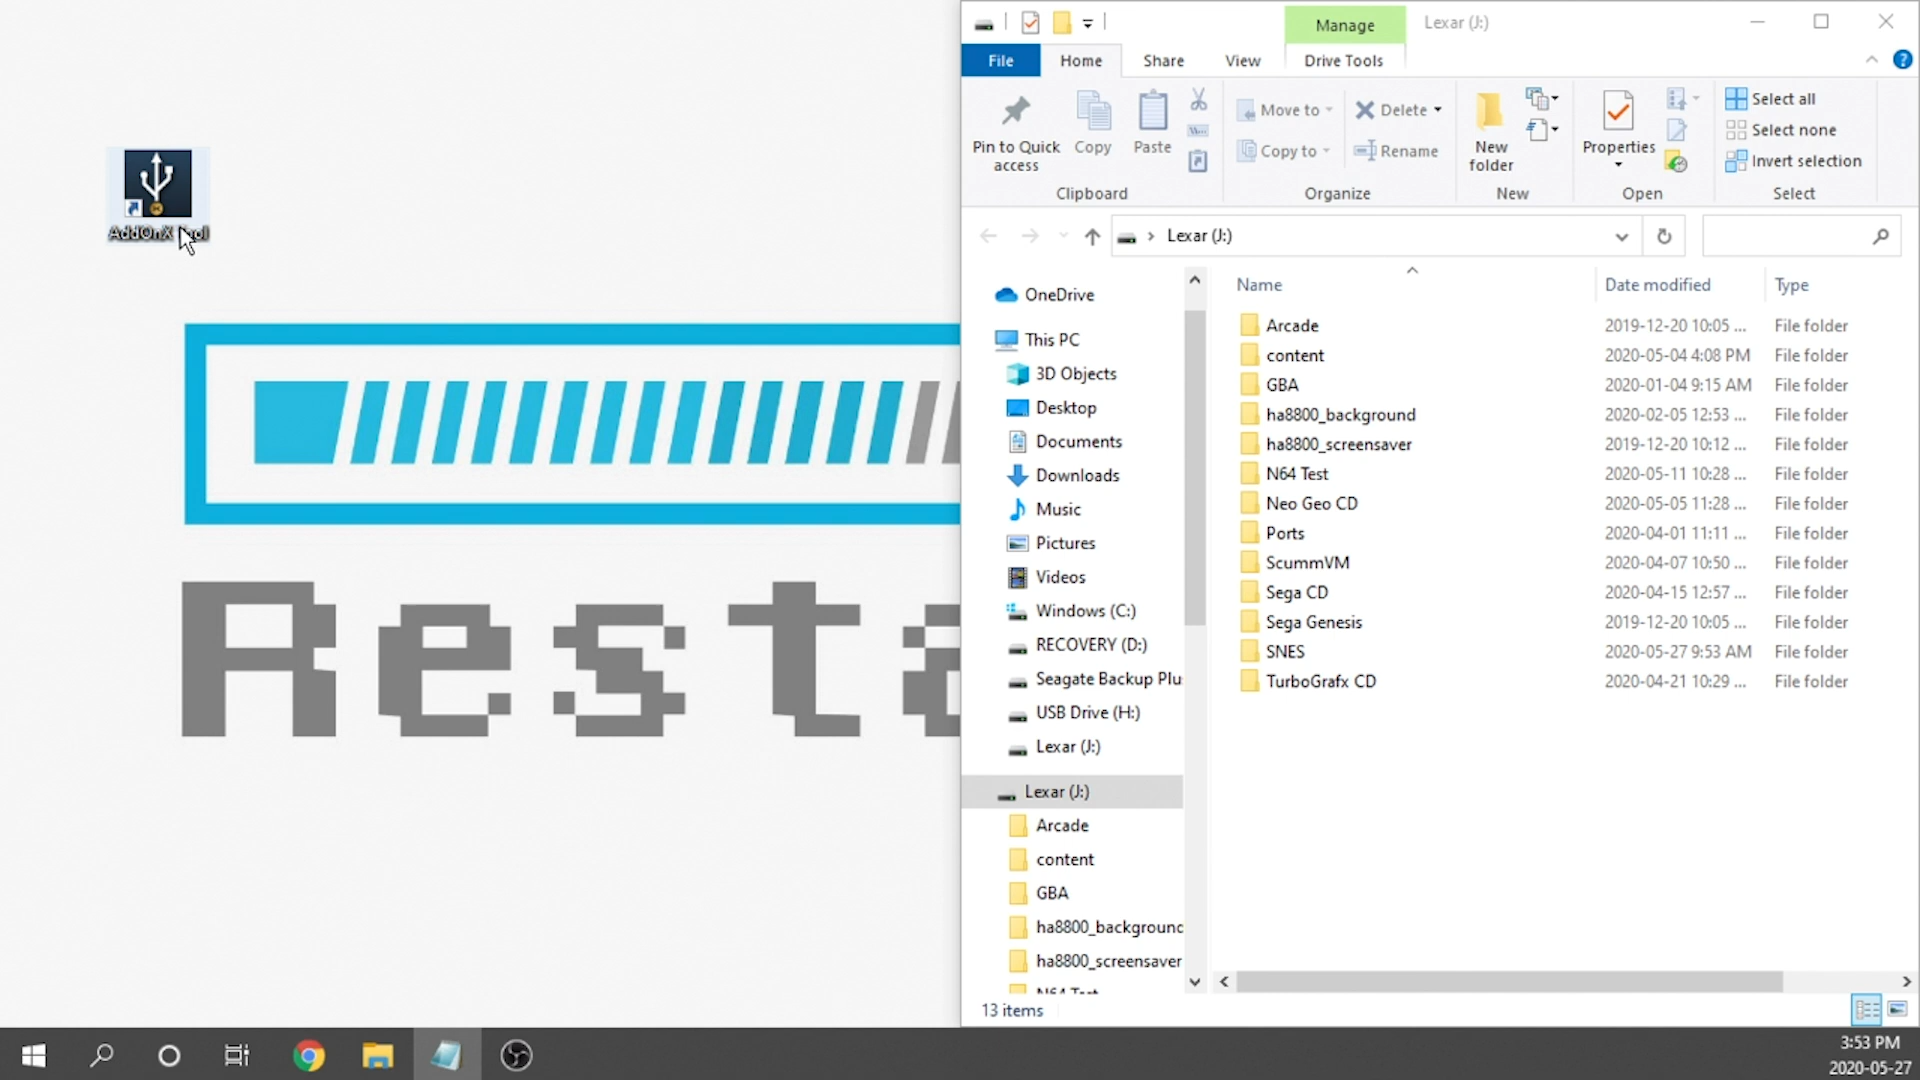 AddOnX Tool
Resta
Manage
Lexar (J:)
File
Home
Share
View
Drive Tools
Pin to Quick access
Copy
Paste
Move to
Copy to
Delete
Rename
New folder
Properties
Select all
Select none
Invert selection
Clipboard
Organize
New
Open
Select
Lexar (J:)
OneDrive
This PC
3D Objects
Desktop
Documents
Downloads
Music
Pictures
Videos
Windows (C:)
RECOVERY (D:)
Seagate Backup Plu
USB Drive (H:)
Lexar (J:)
Lexar (J:)
Arcade
content
GBA
ha8800_background
ha8800_screensaver
N64 Test
Name Date modified Type
Arcade 2019-12-20 10:05 ... File folder
content 2020-05-04 4:08 PM File folder
GBA 2020-01-04 9:15 AM File folder
ha8800_background 2020-02-05 12:53 ... File folder
ha8800_screensaver 2019-12-20 10:12 ... File folder
N64 Test 2020-05-11 10:28 ... File folder
Neo Geo CD 2020-05-05 11:28 ... File folder
Ports 2020-04-01 11:11 ... File folder
ScummVM 2020-04-07 10:50 ... File folder
Sega CD 2020-04-15 12:57 ... File folder
Sega Genesis 2019-12-20 10:05 ... File folder
SNES 2020-05-27 9:53 AM File folder
TurboGrafx CD 2020-04-21 10:29 ... File folder
13 items
3:53 PM
2020-05-27